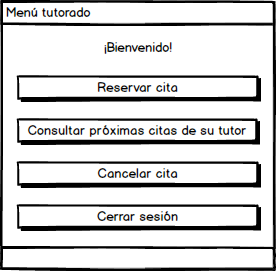 Menú tutorado
¡Bienvenido!
Reservar cita
Consultar próximas citas de su tutor
Cancelar cita
Cerrar sesión